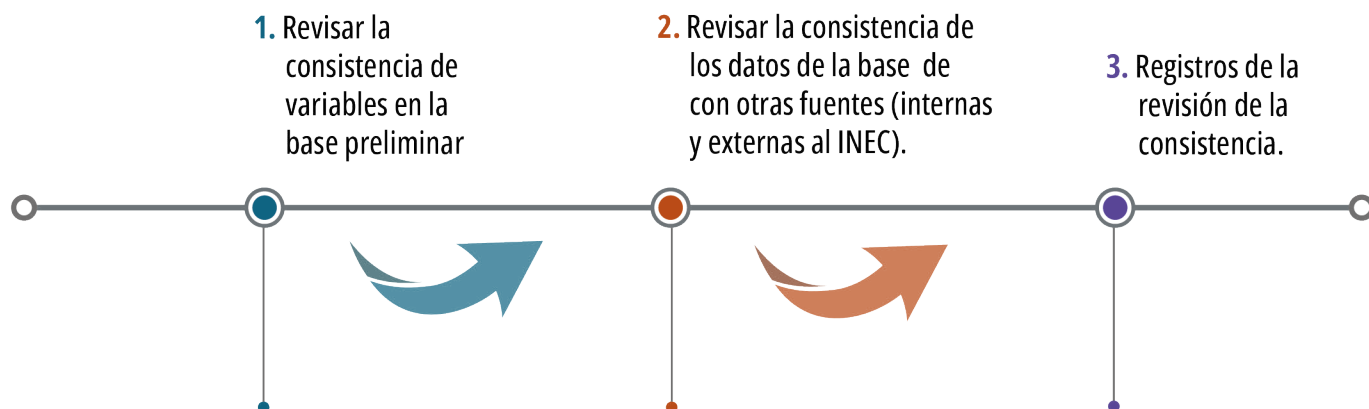 1. Revisar la
consistencia de
variables en la
base preliminar
2. Revisar la consistencia de
los datos de la base de
con otras fuentes (internas
y externas al INEC).
3. Registros de la
revisión de la
consistencia.